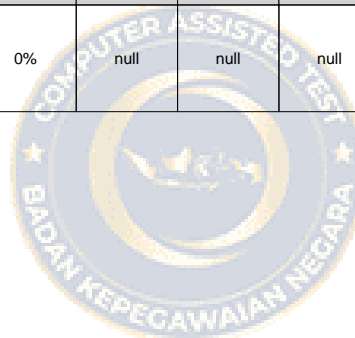 0% null null null
COMPUTER ASSISTED TEST
BADAN KEPEGAWAIAN NEGARA